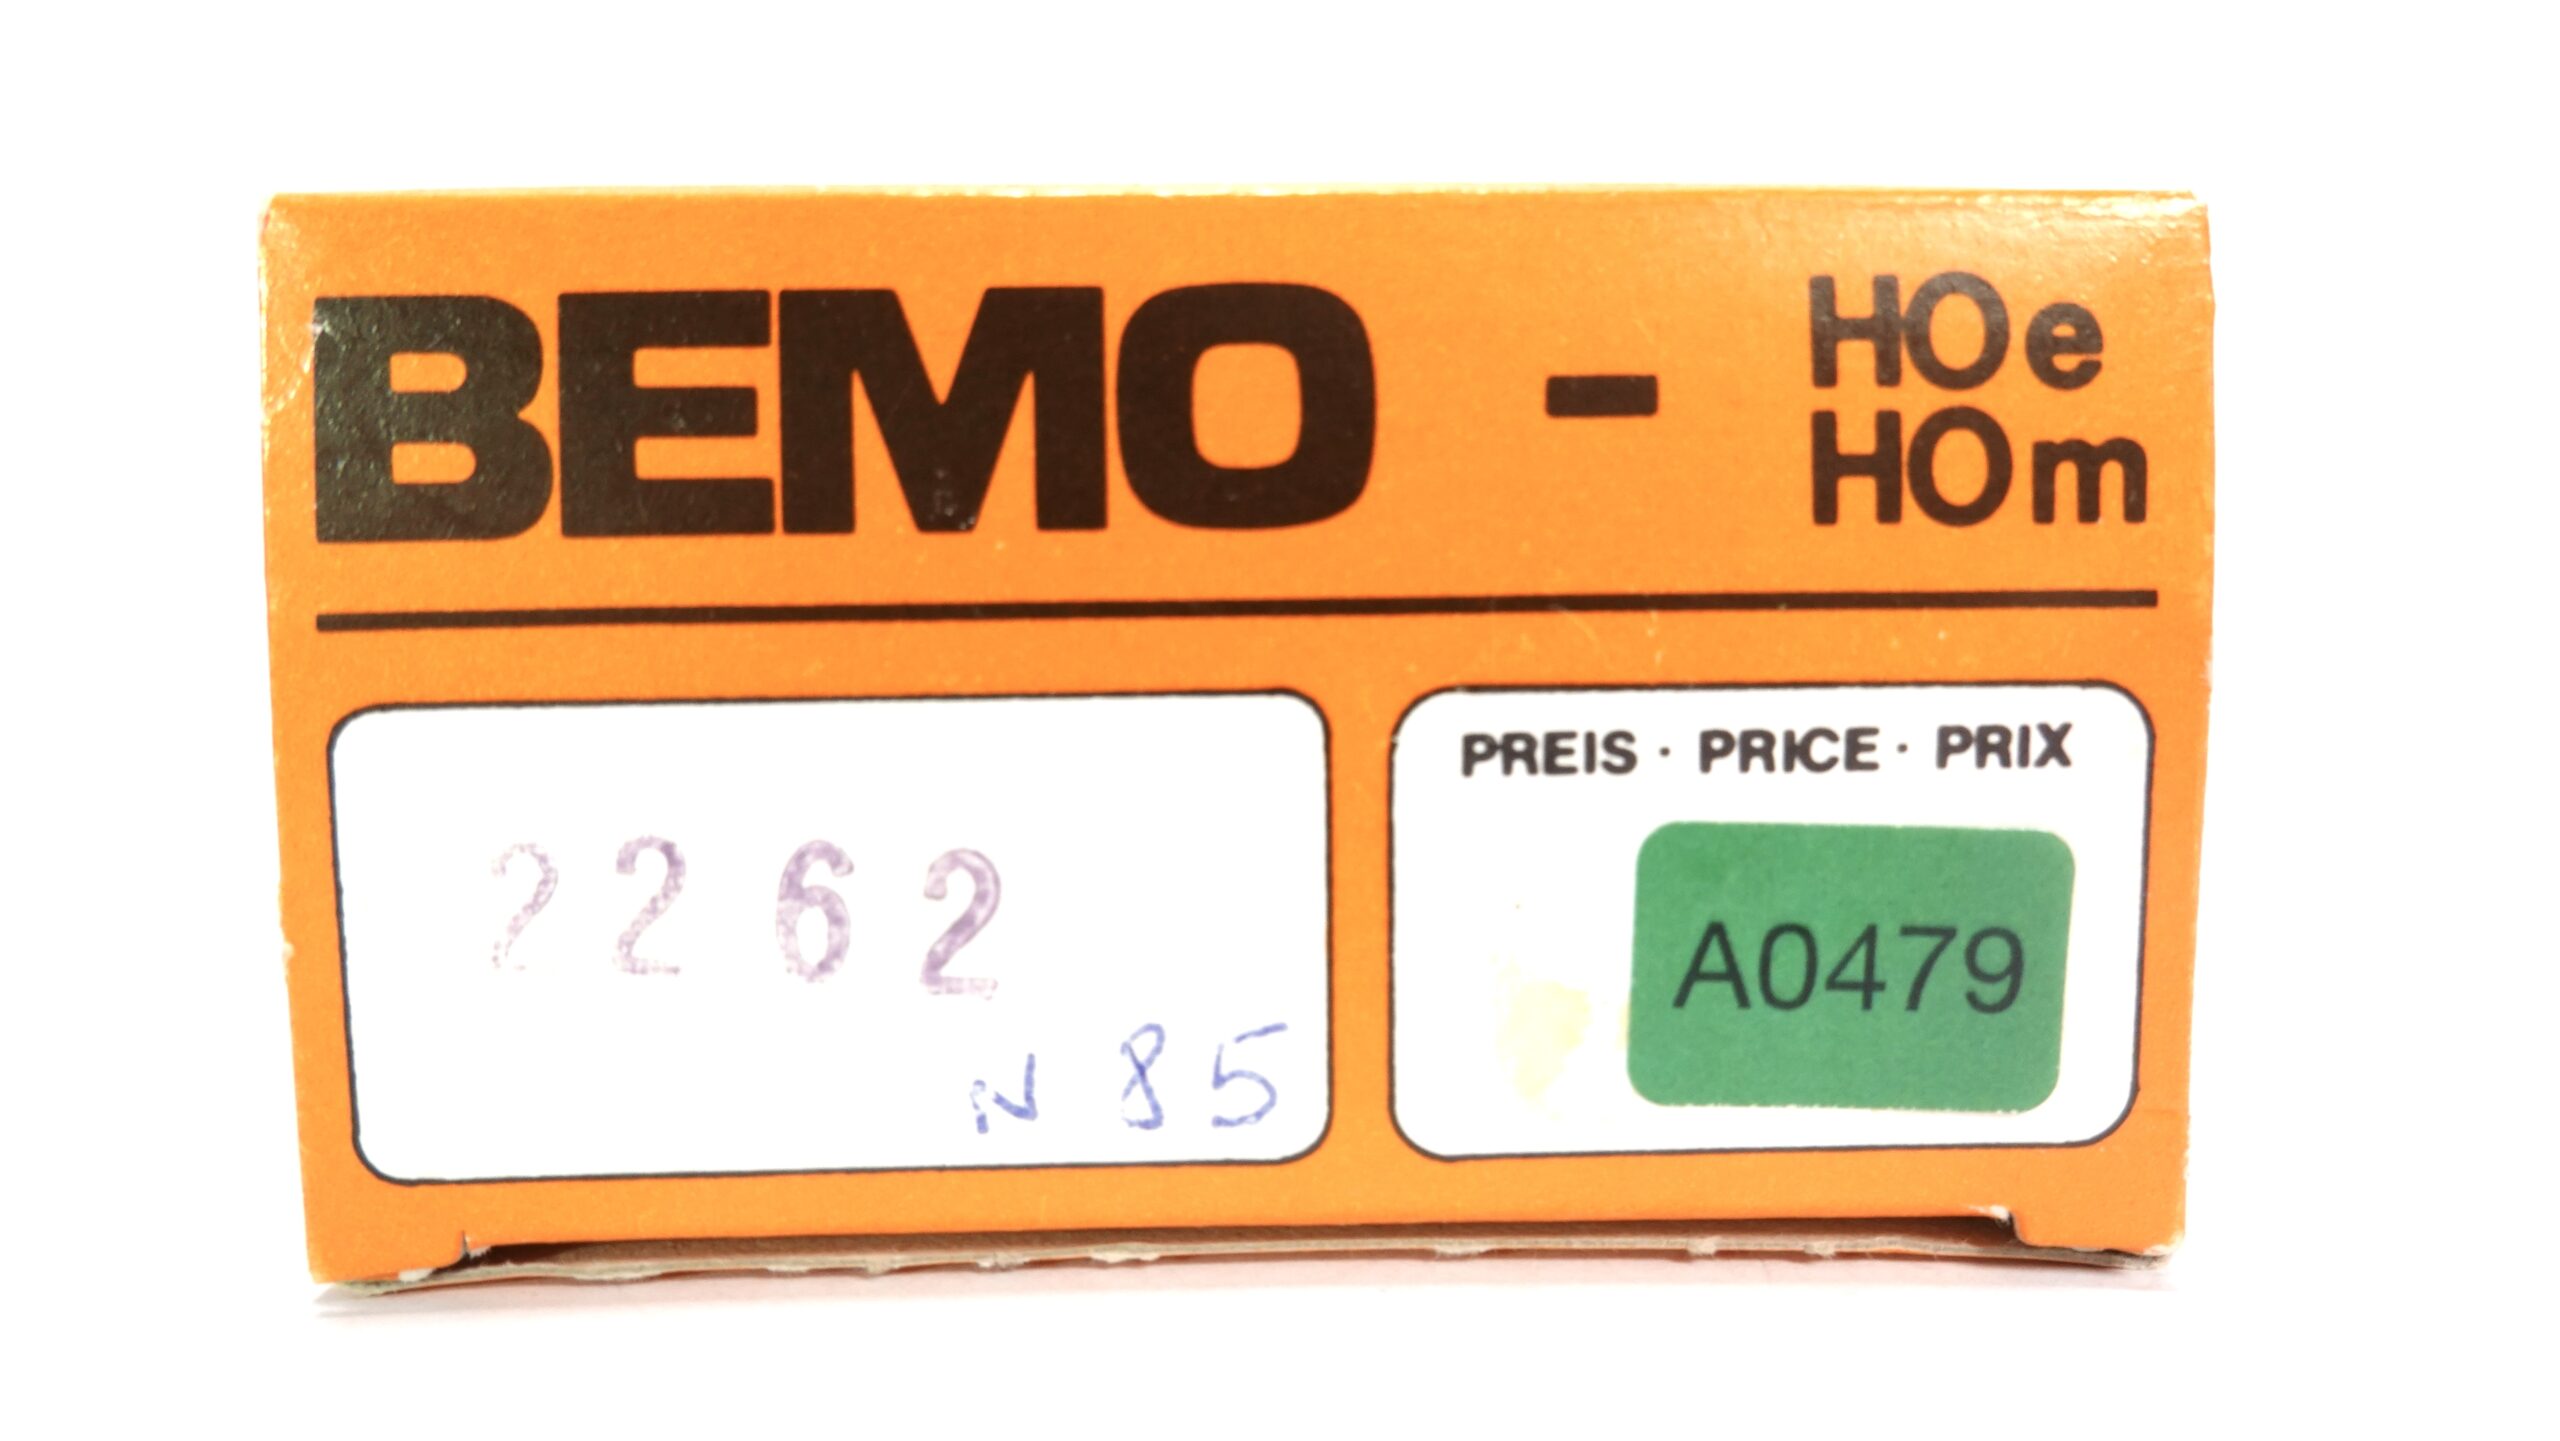 BEMO - HOe
HOm
2262
N 85
PREIS · PRICE · PRIX
A0479